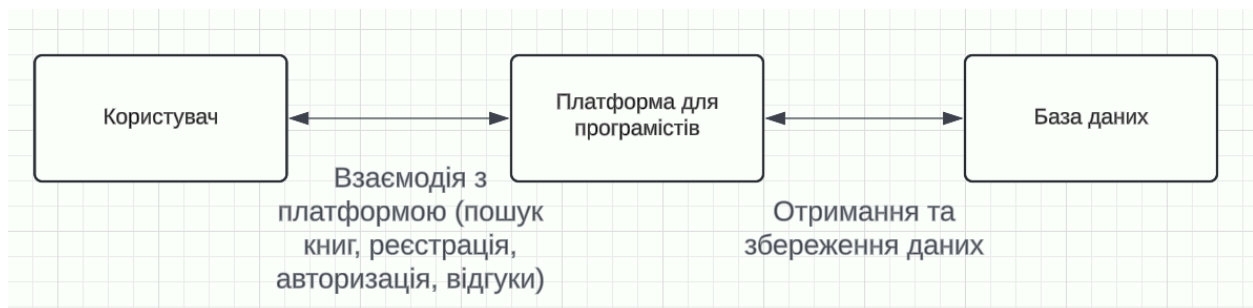 Користувач
Платформа для
програмістів
База даних
Взаємодія з
платформою (пошук
книг, реєстрація,
авторизація, відгуки)
Отримання та
збереження даних